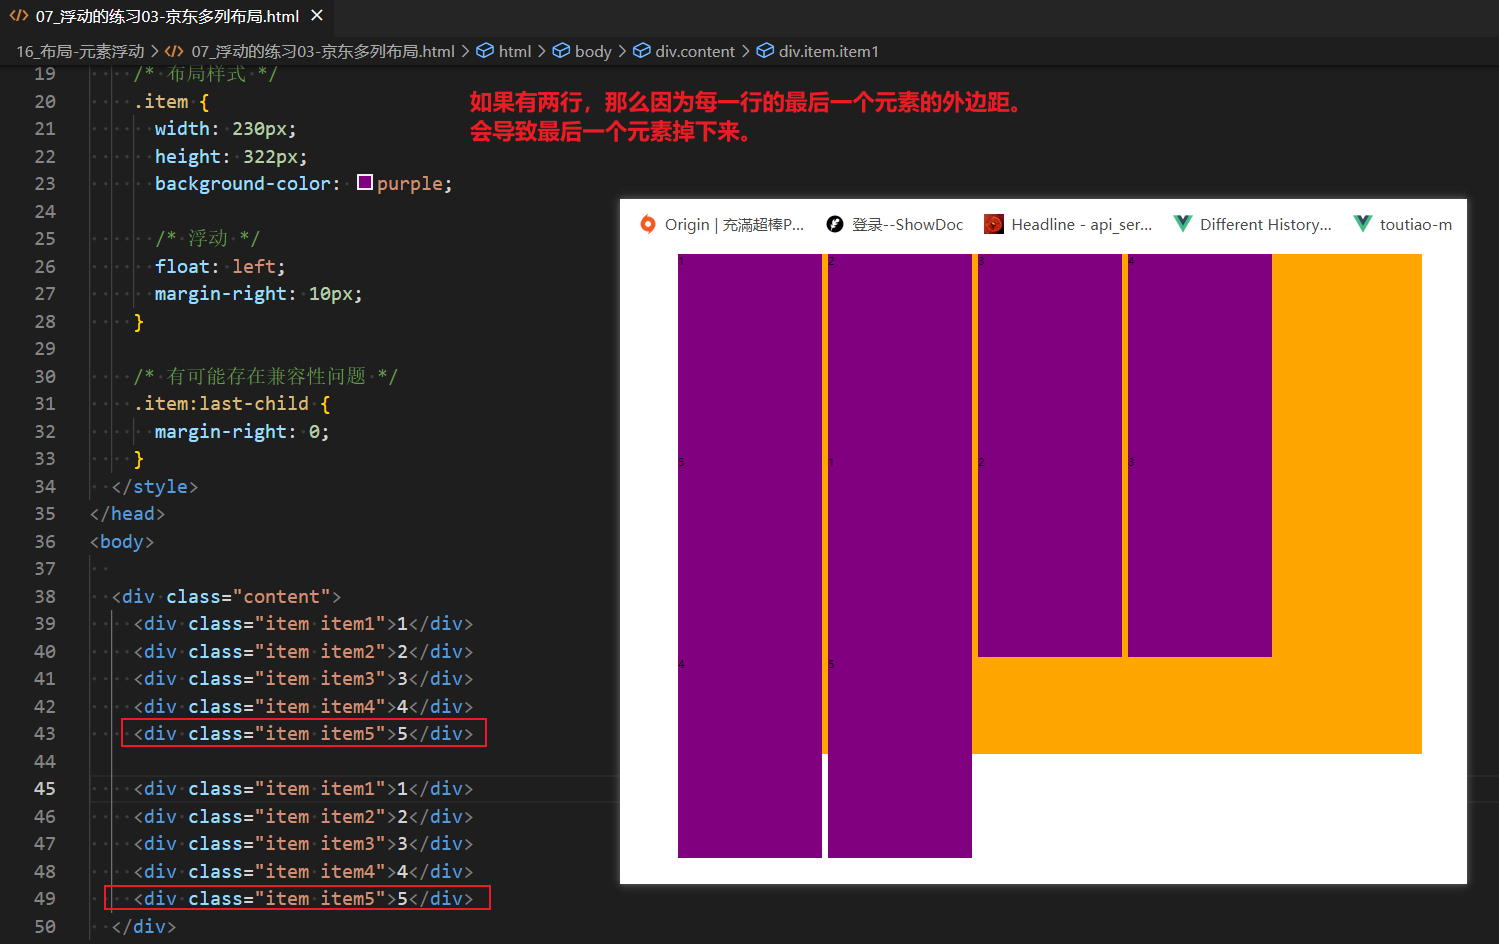 07_浮动的练习03-京东多列布局.html
16_布局-元素浮动 > 07_浮动的练习03-京东多列布局.html > html > body > div.content > div.item.item1
19 /* 布局样式 */
20 .item {
21 width: 230px;
22 height: 322px;
23 background-color: purple;
24
25 /* 浮动 */
26 float: left;
27 margin-right: 10px;
28 }
29
30 /* 有可能存在兼容性问题 */
31 .item:last-child {
32 margin-right: 0;
33 }
34 </style>
35 </head>
36 <body>
37
38 <div class="content">
39 <div class="item item1">1</div>
40 <div class="item item2">2</div>
41 <div class="item item3">3</div>
42 <div class="item item4">4</div>
43 <div class="item item5">5</div>
44
45 <div class="item item1">1</div>
46 <div class="item item2">2</div>
47 <div class="item item3">3</div>
48 <div class="item item4">4</div>
49 <div class="item item5">5</div>
50 </div>
如果有两行，那么因为每一行的最后一个元素的外边距。
会导致最后一个元素掉下来。
Origin | 充滿超棒P... 登录--ShowDoc Headline - api_ser... Different History... toutiao-m
1 2 3 4
5 1 2 3
4 5